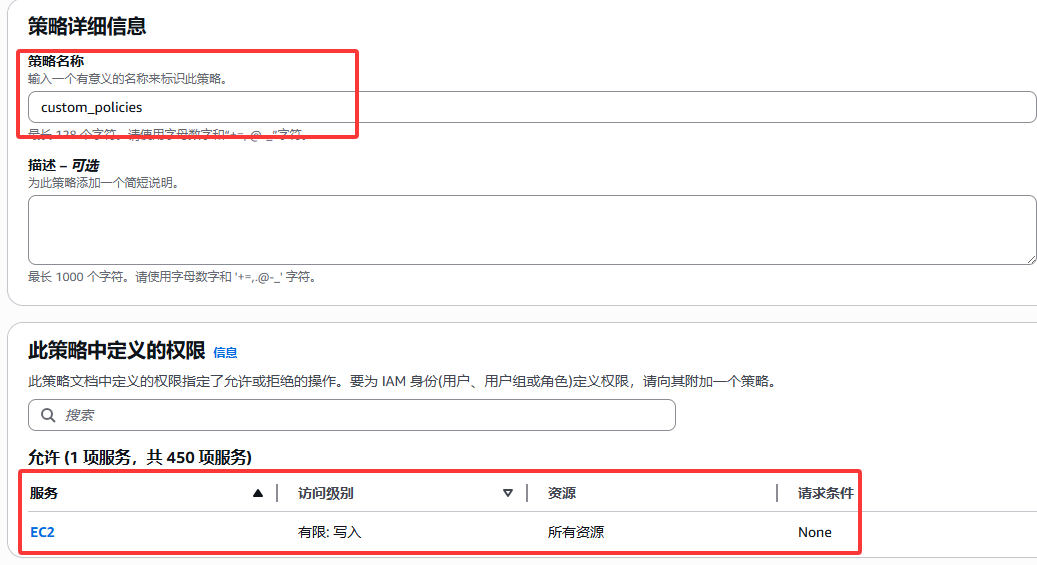 策略详细信息
策略名称
输入一个有意义的名称来标识此策略。
custom_policies
最长 128 个字符。请使用字母数字和"+=,.@-_"字符。
描述 – 可选
为此策略添加一个简短说明。
最长 1000 个字符。请使用字母数字和 '+=,.@-_' 字符。
此策略中定义的权限 信息
此策略文档中定义的权限指定了允许或拒绝的操作。要为 IAM 身份(用户、用户组或角色)定义权限，请向其附加一个策略。
搜索
允许 (1 项服务，共 450 项服务)
服务 访问级别 资源 请求条件
EC2 有限: 写入 所有资源 None